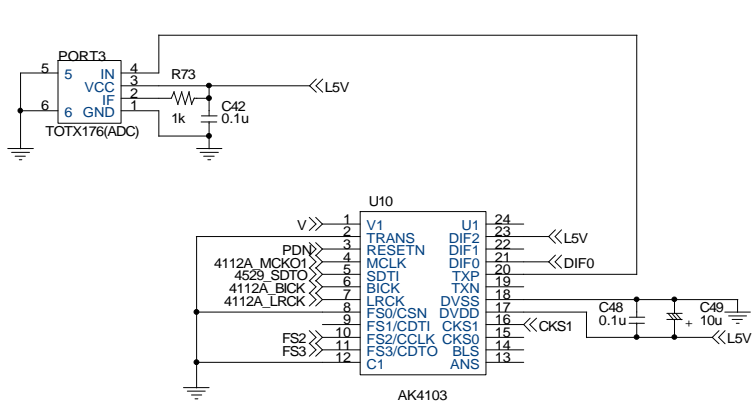 PORT3
5 5 IN 4
VCC 3
IF 2
6 6 GND 1
TOTX176(ADC)
R73
1k
L5V
C42
0.1u
U10
V 1 V1 U1 24
2 TRANS DIF2 23 L5V
PDN 3 RESETN DIF1 22
4112A_MCKO1 4 MCLK DIF0 21 DIF0
4529_SDTO 5 SDTI TXP 20
4112A_BICK 6 BICK TXN 19
4112A_LRCK 7 LRCK DVSS 18
8 FS0/CSN DVDD 17
9 FS1/CDTI CKS1 16 CKS1
FS2 10 FS2/CCLK CKS0 15
FS3 11 FS3/CDTO BLS 14
12 C1 ANS 13
AK4103
C48
0.1u
C49
10u
+
L5V